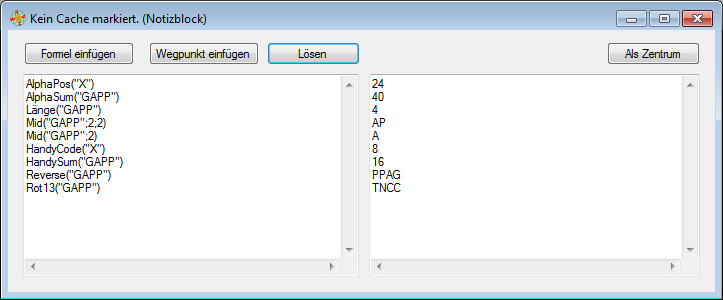 Kein Cache markiert. (Notizblock)
Formel einfügen Wegpunkt einfügen Lösen Als Zentrum
AlphaPos("X")
AlphaSum("GAPP")
Länge("GAPP")
Mid("GAPP";2;2)
Mid("GAPP";2)
HandyCode("X")
HandySum("GAPP")
Reverse("GAPP")
Rot13("GAPP")
24
40
4
AP
A
8
16
PPAG
TNCC